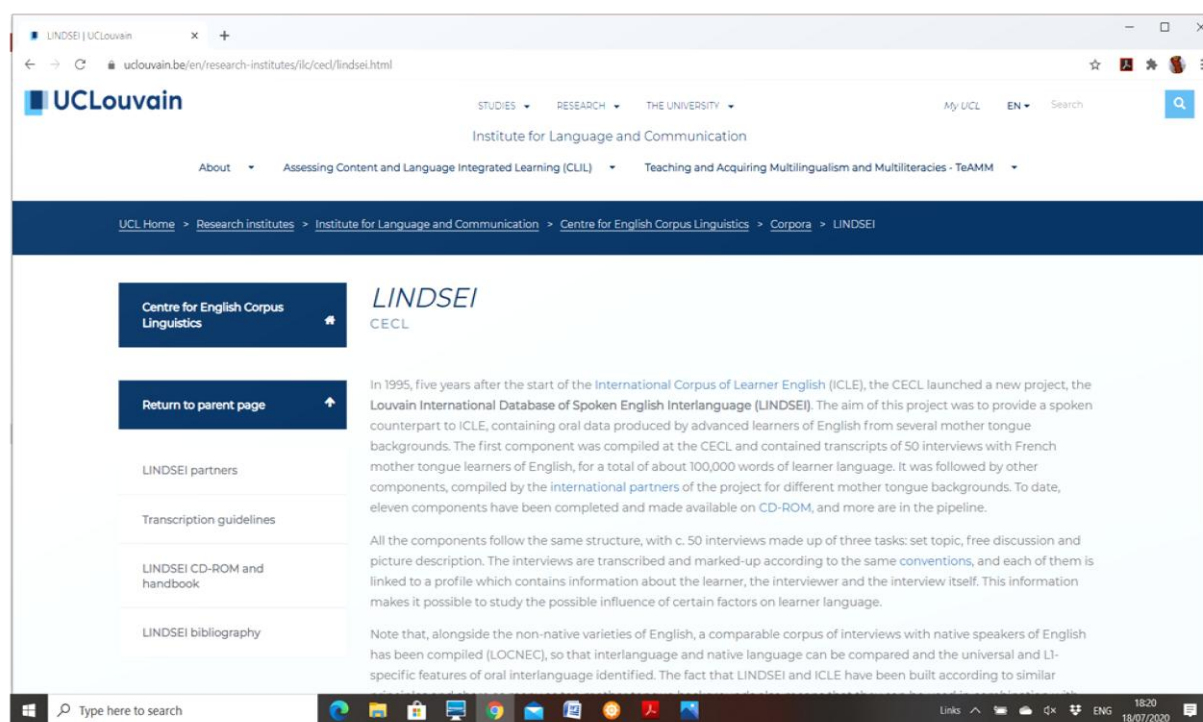 LINDSEI | UCLouvain
uclouvain.be/en/research-institutes/ilc/cecl/lindsei.html
UCLouvain
STUDIES RESEARCH THE UNIVERSITY My UCL EN Search
Institute for Language and Communication
About Assessing Content and Language Integrated Learning (CLIL) Teaching and Acquiring Multilingualism and Multiliteracies - TeAMM
UCL Home > Research institutes > Institute for Language and Communication > Centre for English Corpus Linguistics > Corpora > LINDSEI
Centre for English Corpus
Linguistics
Return to parent page
LINDSEI partners
Transcription guidelines
LINDSEI CD-ROM and
handbook
LINDSEI bibliography
LINDSEI
CECL
In 1995, five years after the start of the International Corpus of Learner English (ICLE), the CECL launched a new project, the
Louvain International Database of Spoken English Interlanguage (LINDSEI). The aim of this project was to provide a spoken
counterpart to ICLE, containing oral data produced by advanced learners of English from several mother tongue
backgrounds. The first component was compiled at the CECL and contained transcripts of 50 interviews with French
mother tongue learners of English, for a total of about 100,000 words of learner language. It was followed by other
components, compiled by the international partners of the project for different mother tongue backgrounds. To date,
eleven components have been completed and made available on CD-ROM, and more are in the pipeline.
All the components follow the same structure, with c. 50 interviews made up of three tasks: set topic, free discussion and
picture description. The interviews are transcribed and marked-up according to the same conventions, and each of them is
linked to a profile which contains information about the learner, the interviewer and the interview itself. This information
makes it possible to study the possible influence of certain factors on learner language.
Note that, alongside the non-native varieties of English, a comparable corpus of interviews with native speakers of English
has been compiled (LOCNEC), so that interlanguage and native language can be compared and the universal and L1-
specific features of oral interlanguage identified. The fact that LINDSEI and ICLE have been built according to similar
Type here to search
Links ENG 18:20
18/07/2020